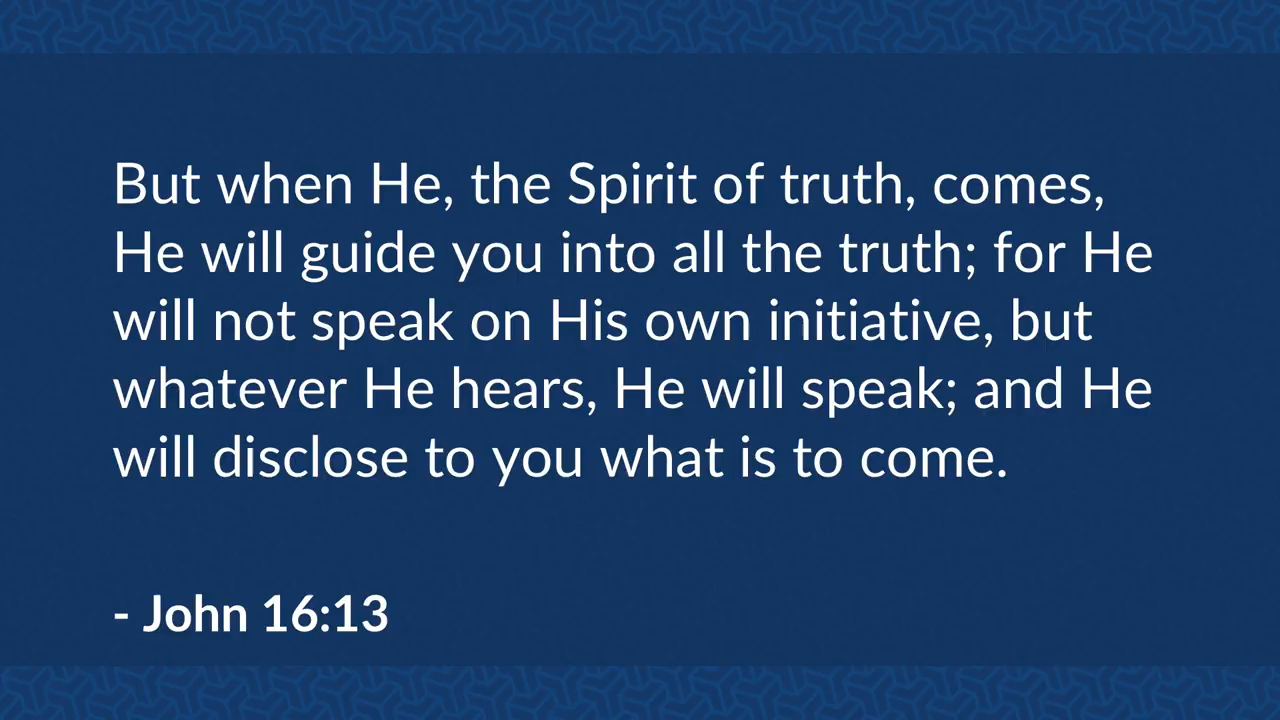 But when He, the Spirit of truth, comes,
He will guide you into all the truth; for He
will not speak on His own initiative, but
whatever He hears, He will speak; and He
will disclose to you what is to come.
- John 16:13